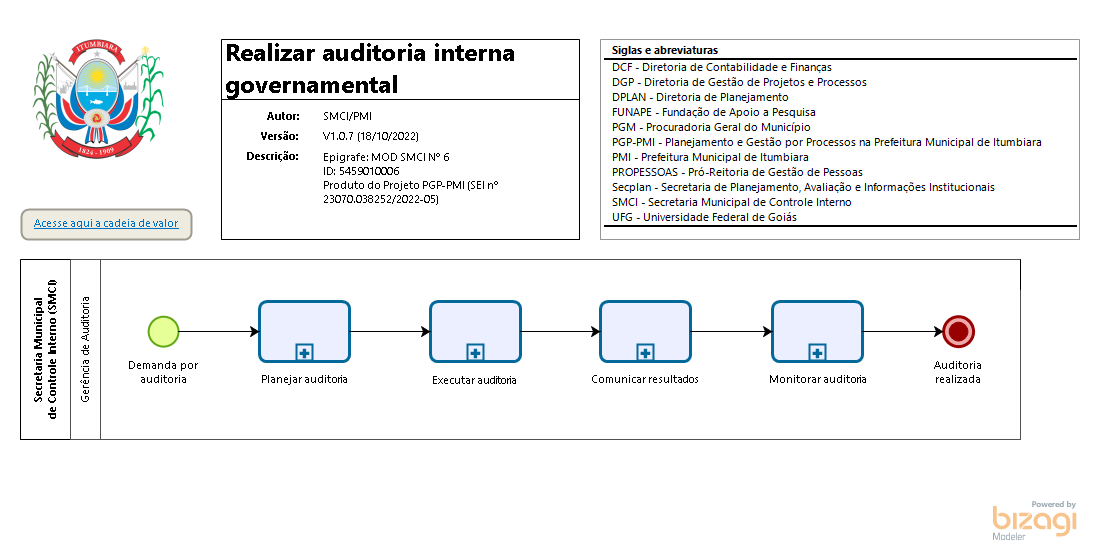 ITUMBIARA
1824 - 1909
Acesse aqui a cadeia de valor
Realizar auditoria interna
governamental
Autor: SMCI/PMI
Versão: V1.0.7 (18/10/2022)
Descrição: Epigrafe: MOD SMCI Nº 6
ID: 5459010006
Produto do Projeto PGP-PMI (SEI nº
23070.038252/2022-05)
Siglas e abreviaturas
DCF - Diretoria de Contabilidade e Finanças
DGP - Diretoria de Gestão de Projetos e Processos
DPLAN - Diretoria de Planejamento
FUNAPE - Fundação de Apoio a Pesquisa
PGM - Procuradoria Geral do Município
PGP-PMI - Planejamento e Gestão por Processos na Prefeitura Municipal de Itumbiara
PMI - Prefeitura Municipal de Itumbiara
PROPESSOAS - Pró-Reitoria de Gestão de Pessoas
Secplan - Secretaria de Planejamento, Avaliação e Informações Institucionais
SMCI - Secretaria Municipal de Controle Interno
UFG - Universidade Federal de Goiás
Secretaria Municipal
de Controle Interno (SMCI)
Gerência de Auditoria
Demanda por
auditoria
Planejar auditoria
Executar auditoria
Comunicar resultados
Monitorar auditoria
Auditoria
realizada
Powered by
bizagi
Modeler